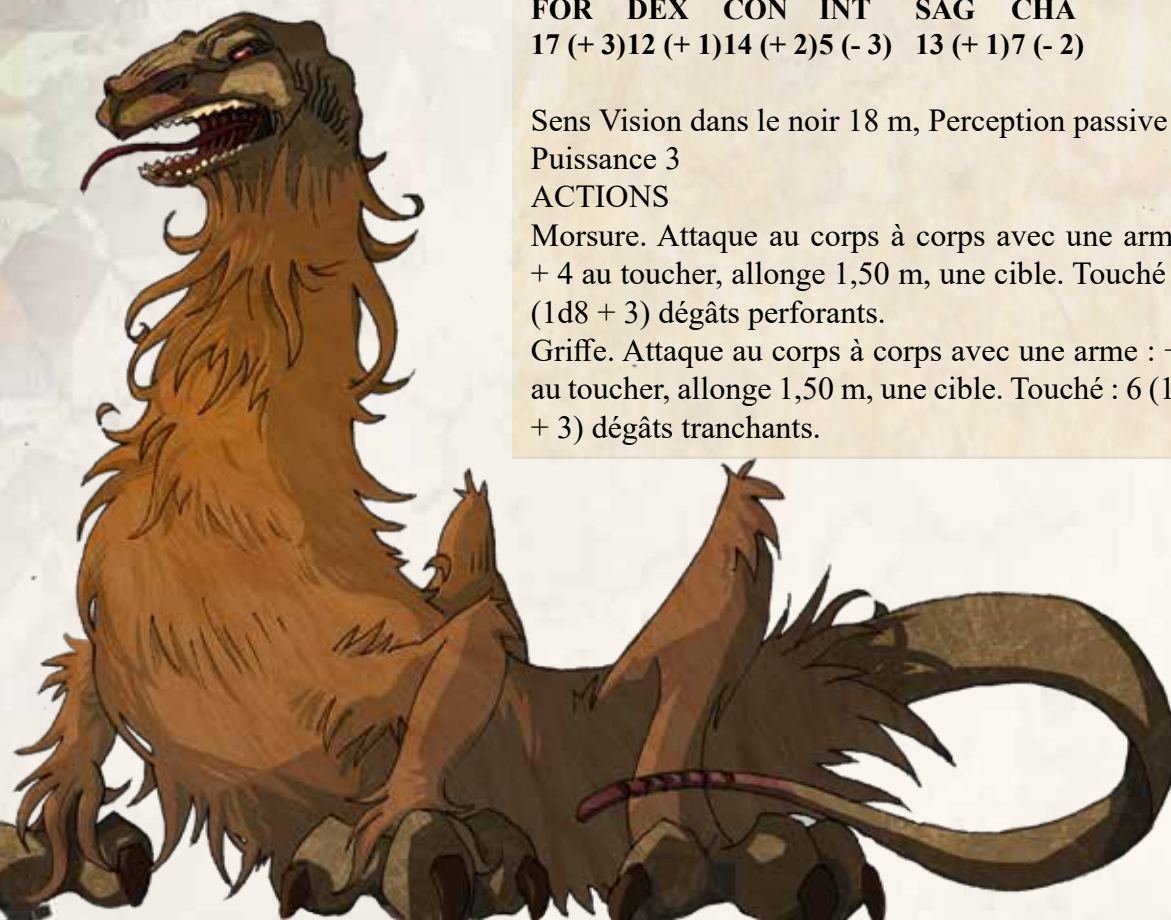 FOR DEX CON INT SAG CHA
17 (+ 3)12 (+ 1)14 (+ 2)5 (- 3) 13 (+ 1)7 (- 2)
Sens Vision dans le noir 18 m, Perception passive
Puissance 3
ACTIONS
Morsure. Attaque au corps à corps avec une
+ 4 au toucher, allonge 1,50 m, une cible. Touché
(1d8 + 3) dégâts perforants.
Griffe. Attaque au corps à corps avec une arme :
au toucher, allonge 1,50 m, une cible. Touché : 6
+ 3) dégâts tranchants.